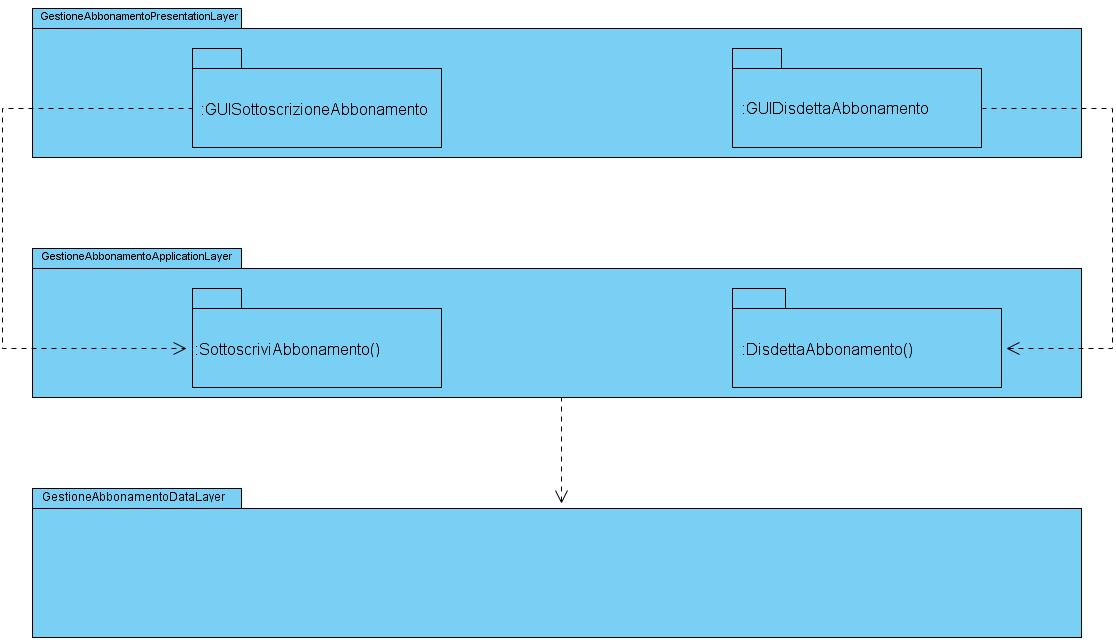 GestioneAbbonamentoPresentationLayer
:GUISottoscrizioneAbbonamento
:GUIDisdettaAbbonamento
GestioneAbbonamentoApplicationLayer
:SottoscriviAbbonamento()
:DisdettaAbbonamento()
GestioneAbbonamentoDataLayer